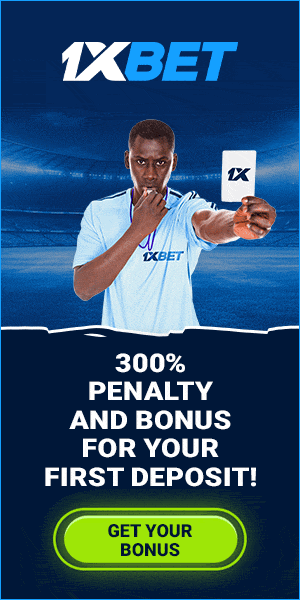 1XBET
1X
1XBET
300%
PENALTY
AND BONUS
FOR YOUR
FIRST DEPOSIT!
GET YOUR
BONUS